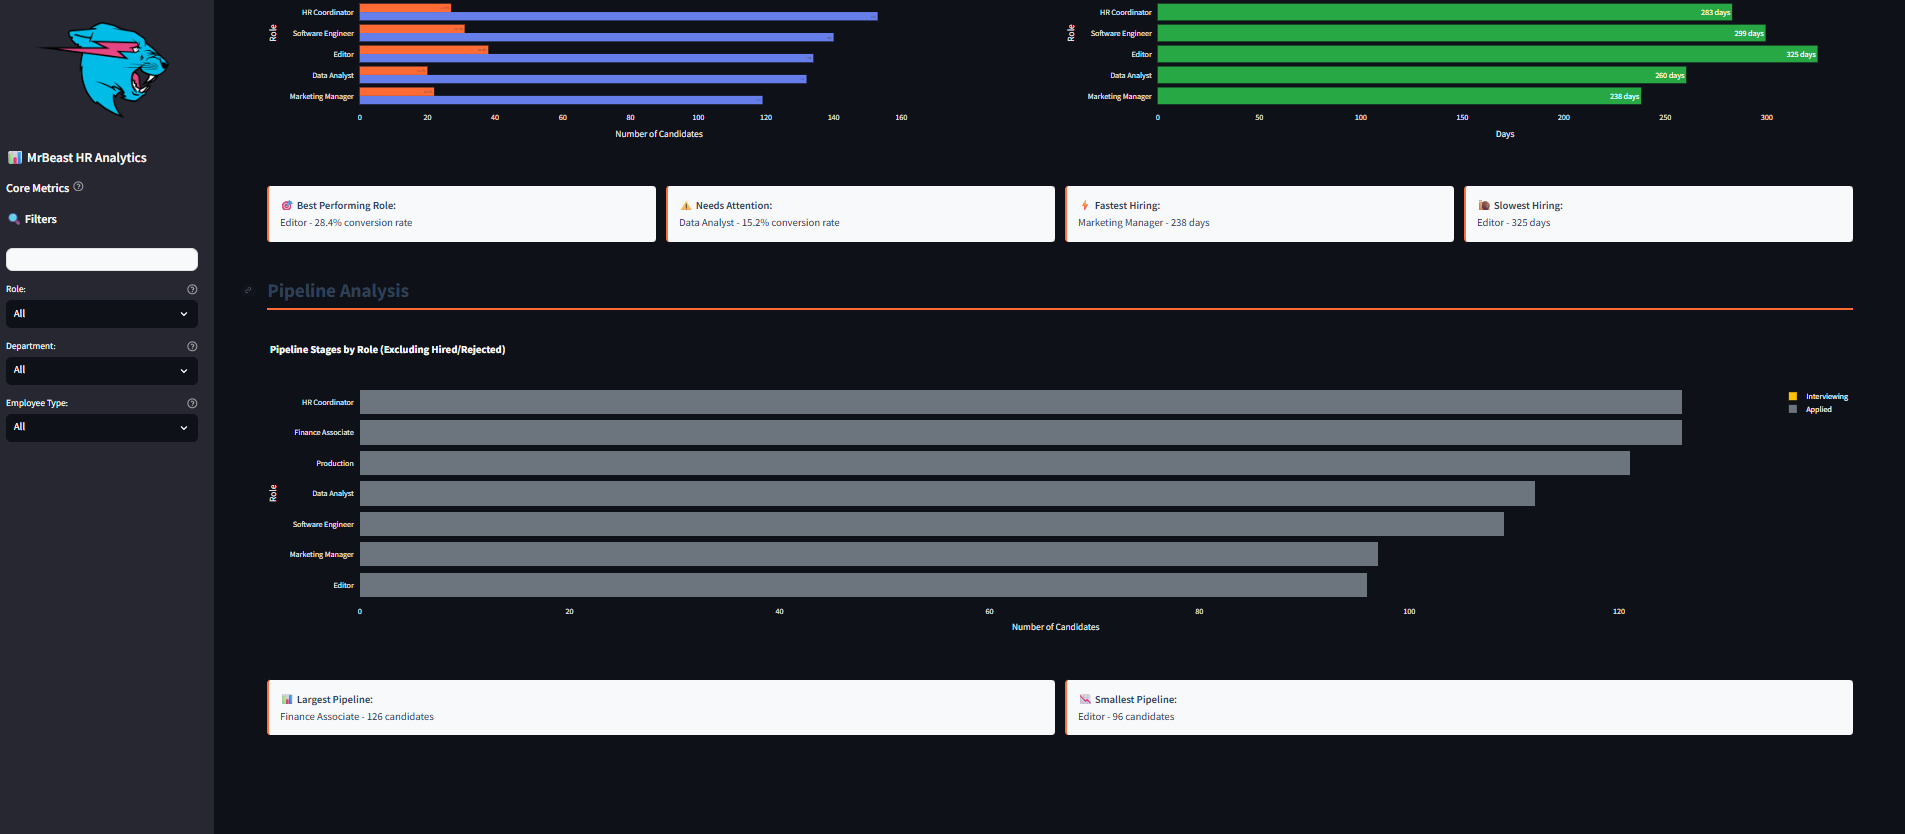 MrBeast HR Analytics
Core Metrics
Filters
Role:
All
Department:
All
Employee Type:
All
Role
HR Coordinator
Software Engineer
Editor
Data Analyst
Marketing Manager
0 20 40 60 80 100 120 140 160
Number of Candidates
Role
HR Coordinator 283 days
Software Engineer 299 days
Editor 325 days
Data Analyst 260 days
Marketing Manager 238 days
0 50 100 150 200 250 300
Days
Best Performing Role:
Editor - 28.4% conversion rate
Needs Attention:
Data Analyst - 15.2% conversion rate
Fastest Hiring:
Marketing Manager - 238 days
Slowest Hiring:
Editor - 325 days
Pipeline Analysis
Pipeline Stages by Role (Excluding Hired/Rejected)
Role
HR Coordinator
Finance Associate
Production
Data Analyst
Software Engineer
Marketing Manager
Editor
0 20 40 60 80 100 120
Number of Candidates
Interviewing
Applied
Largest Pipeline:
Finance Associate - 126 candidates
Smallest Pipeline:
Editor - 96 candidates